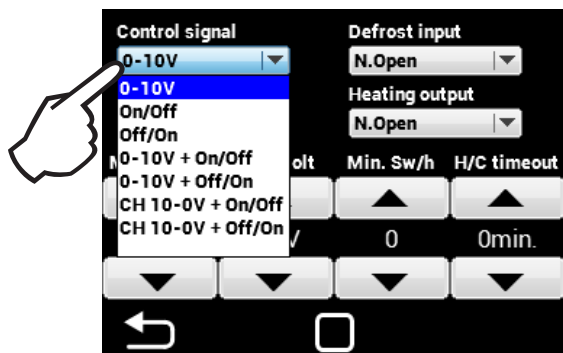 Control signal
Defrost input
0-10V
N.Open
0-10V
On/Off
Off/On
0-10V + On/Off
0-10V + Off/On
CH 10-0V + On/Off
CH 10-0V + Off/On
Heating output
N.Open
Min. Sw/h
H/C timeout
0
0min.